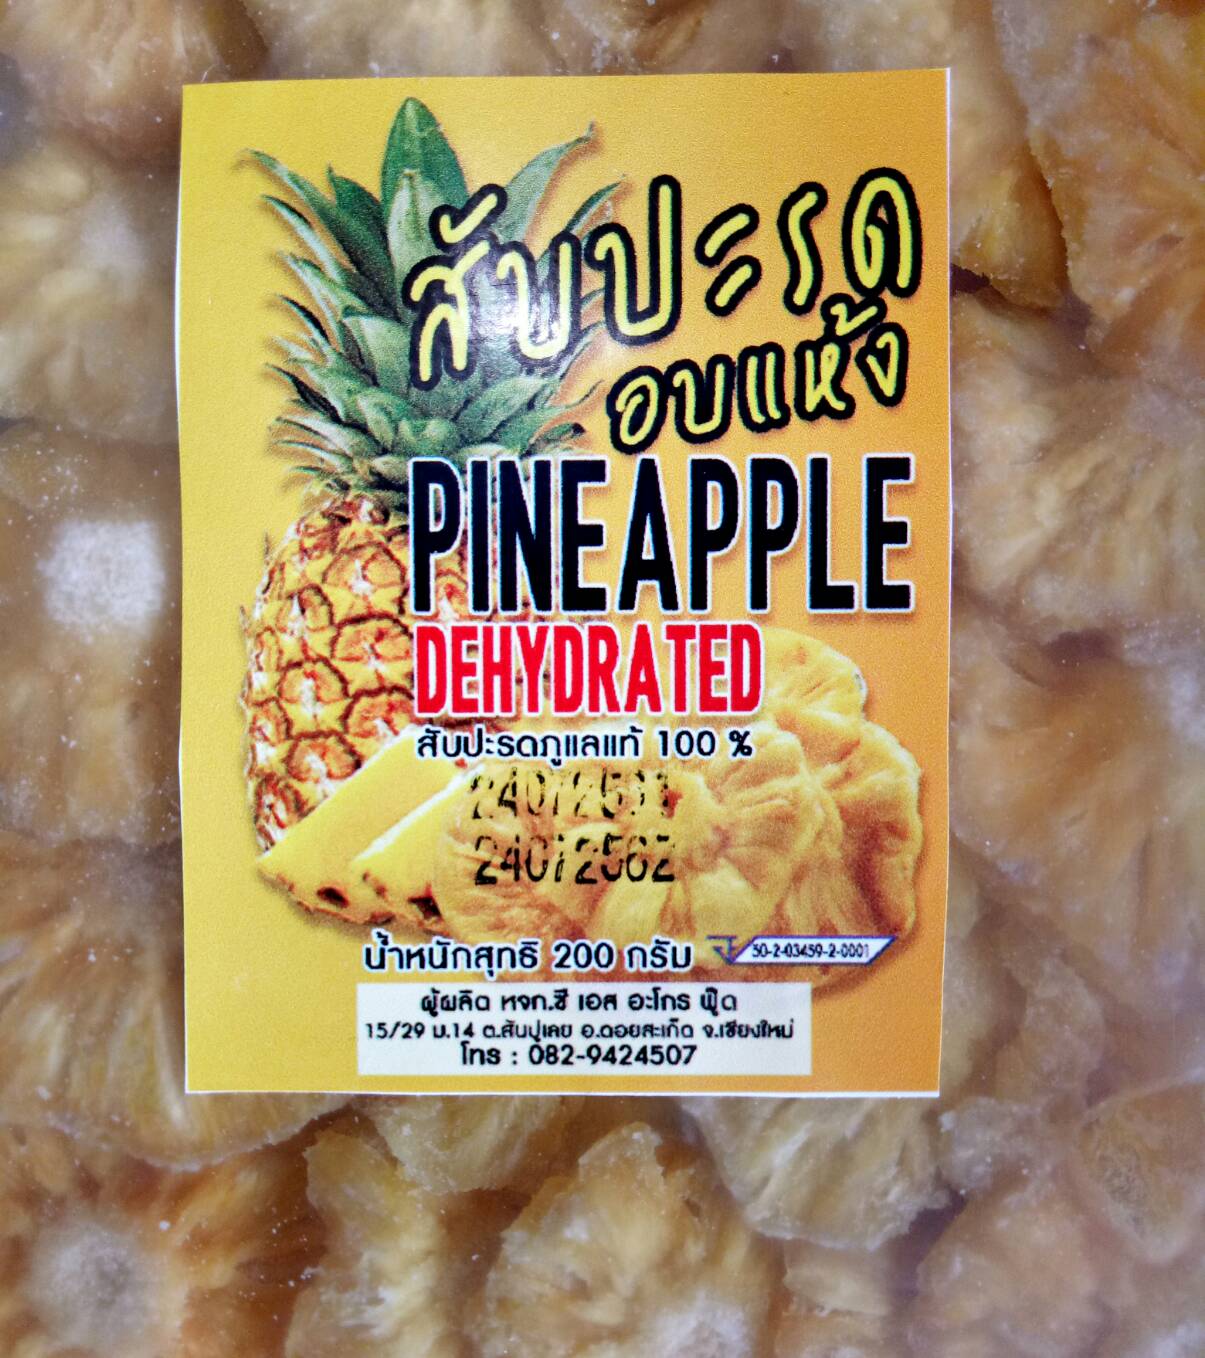 สับปะรด
อบแห้ง
PINEAPPLE
DEHYDRATED
สับปะรดภูแลแท้ 100 %
24072562
น้ำหนักสุทธิ 200 กรัม
50-2-03459-2-0001
ผู้ผลิต หจก.ซี เอส อะโกร ฟู๊ด
15/29 ม.14 ต.สันปูเลย อ.ดอยสะเก็ด จ.เชียงใหม่
โทร : 082-9424507